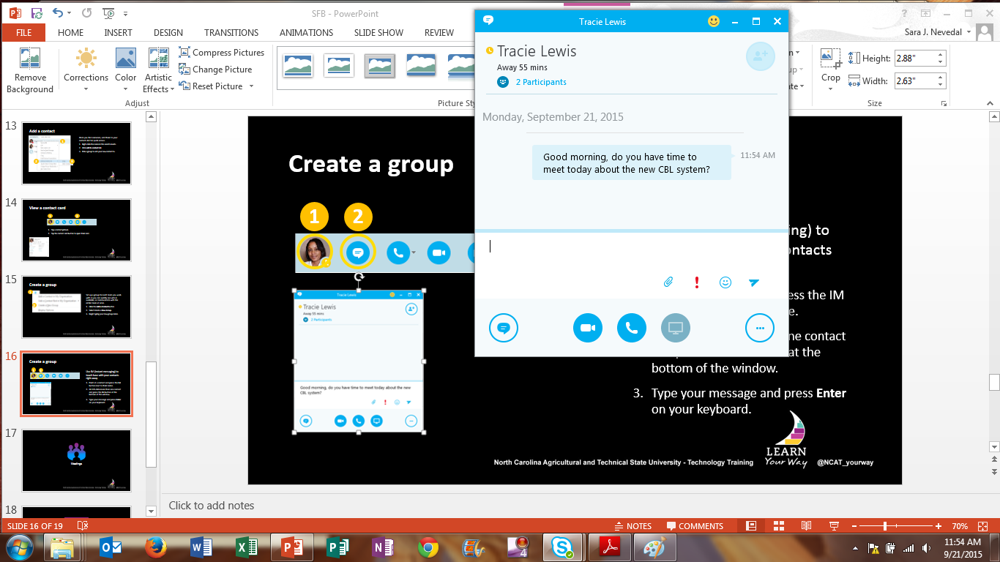 SFB - PowerPoint
FILE HOME INSERT DESIGN TRANSITIONS ANIMATIONS SLIDE SHOW REVIEW
Sara J. Nevedal
Remove
Background
Corrections
Color
Artistic
Effects
Compress Pictures
Change Picture
Reset Picture
Adjust
Picture Sty
Crop
Height: 2.88"
Width: 2.63"
Size
Tracie Lewis
Tracie Lewis
Away 55 mins
2 Participants
Monday, September 21, 2015
Good morning, do you have time to
meet today about the new CBL system?
11:54 AM
13
Add a contact
14
View a contact card
15
Create a group
16
Create a group
17
Meetings
18
Create a group
1 2
Tracie Lewis
Tracie Lewis
Away 55 mins
2 Participants
Good morning, do you have time to meet today about the new
CBL system?
ing) to
ontacts
ess the IM
e.
ne contact
at the
bottom of the window.
3. Type your message and press Enter
on your keyboard.
LEARN
Your Way
North Carolina Agricultural and Technical State University - Technology Training @NCAT_yourway
Click to add notes
SLIDE 16 OF 19
NOTES COMMENTS 70%
11:54 AM
9/21/2015